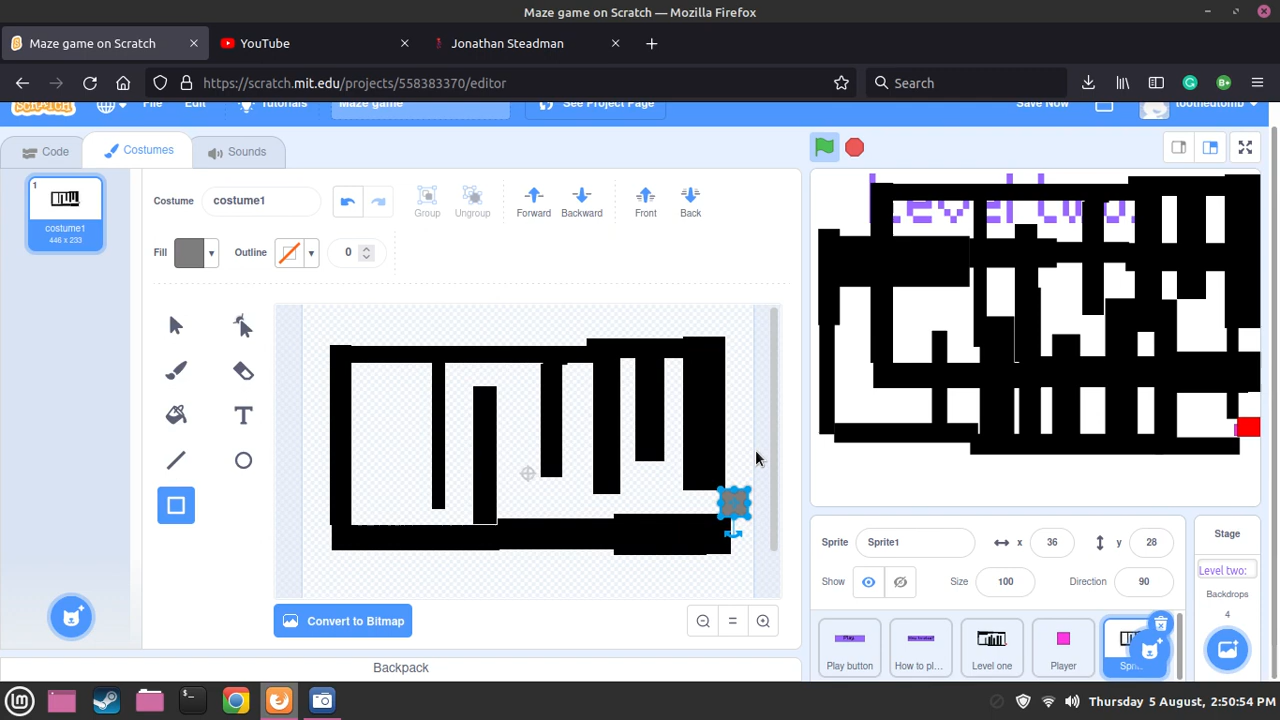 Maze game on Scratch — Mozilla Firefox
Maze game on Scratch
YouTube
Jonathan Steadman
https://scratch.mit.edu/projects/558383370/editor
Search
SCRATCH
File
Edit
Tutorials
Maze game
See Project Page
Save Now
toothedtomb
Code
Costumes
Sounds
1
costume1
446 x 233
Costume
costume1
Group
Ungroup
Forward
Backward
Front
Back
Fill
Outline
0
T
Convert to Bitmap
Backpack
Sprite
Sprite1
x
36
y
28
Show
Size
100
Direction
90
Stage
Level two:
Backdrops
4
Play
Play button
How to pl...
Level one
Player
>_
Thursday 5 August, 2:50:54 PM